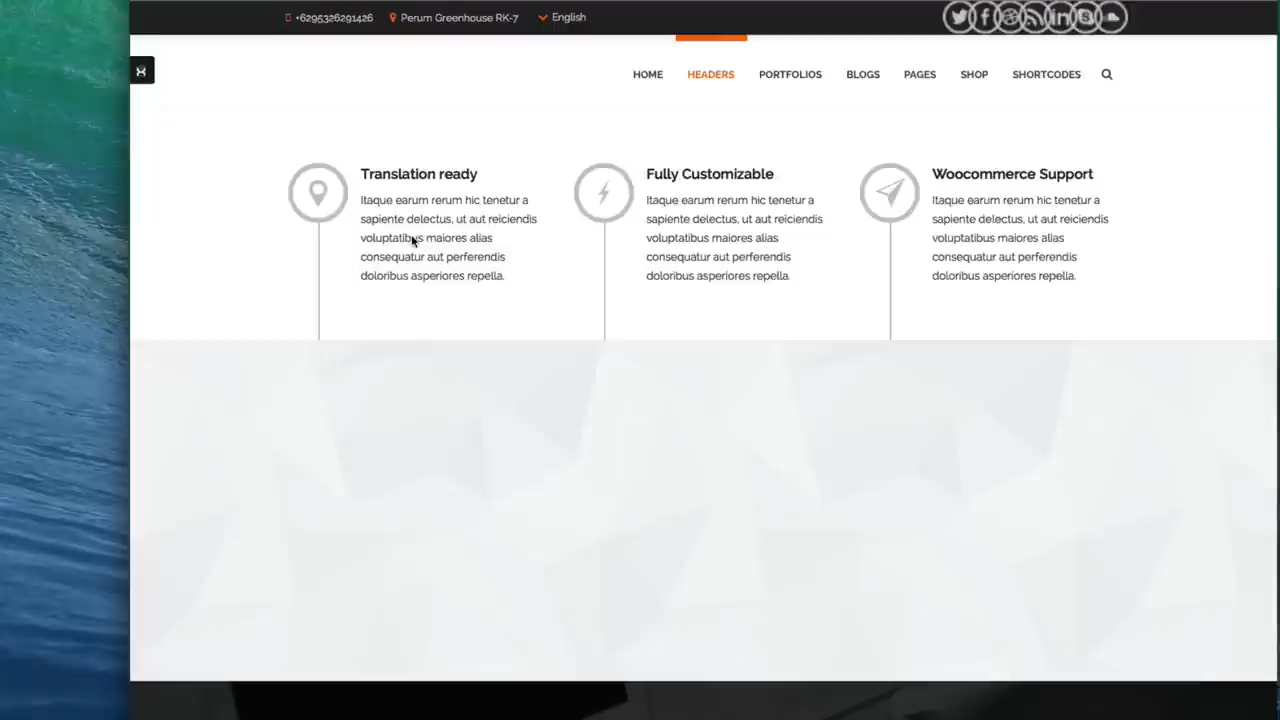 +6295326291426 Perum Greenhouse RK-7 English
HOME HEADERS PORTFOLIOS BLOGS PAGES SHOP SHORTCODES
Translation ready
Itaque earum rerum hic tenetur a
sapiente delectus, ut aut reiciendis
voluptatibus maiores alias
consequatur aut perferendis
doloribus asperiores repella.
Fully Customizable
Itaque earum rerum hic tenetur a
sapiente delectus, ut aut reiciendis
voluptatibus maiores alias
consequatur aut perferendis
doloribus asperiores repella.
Woocommerce Support
Itaque earum rerum hic tenetur a
sapiente delectus, ut aut reiciendis
voluptatibus maiores alias
consequatur aut perferendis
doloribus asperiores repella.